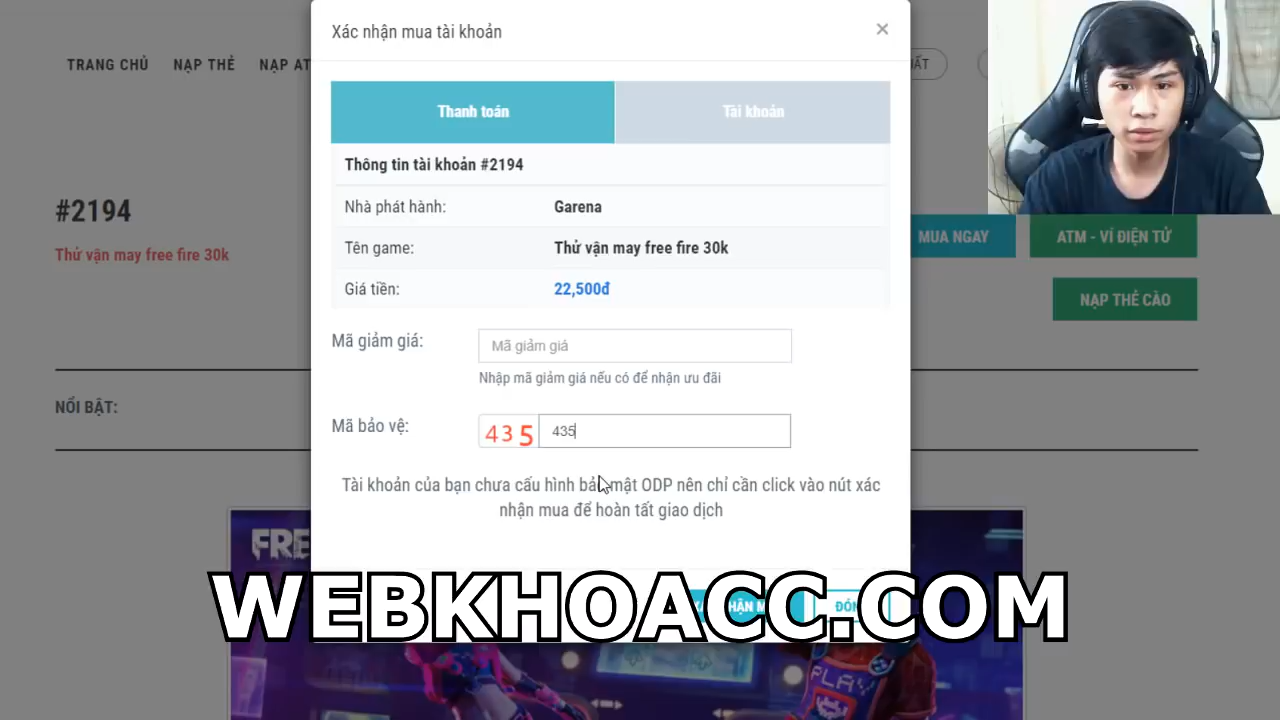 Xác nhận mua tài khoản
×
TRANG CHỦ NẠP THẺ NẠP AT
Thanh toán Tài khoản
Thông tin tài khoản #2194
#2194
Nhà phát hành: Garena
MUA NGAY ATM - VÍ ĐIỆN TỬ
Thử vận may free fire 30k
Tên game: Thử vận may free fire 30k
Giá tiền: 22,500đ
NẠP THẺ CÀO
Mã giảm giá: Mã giảm giá
Nhập mã giảm giá nếu có để nhận ưu đãi
NỔI BẬT:
Mã bảo vệ: 435 435
Tài khoản của bạn chưa cấu hình bảo mật ODP nên chỉ cần click vào nút xác
nhận mua để hoàn tất giao dịch
FRE
WEBKHOACC.COM
PLAY